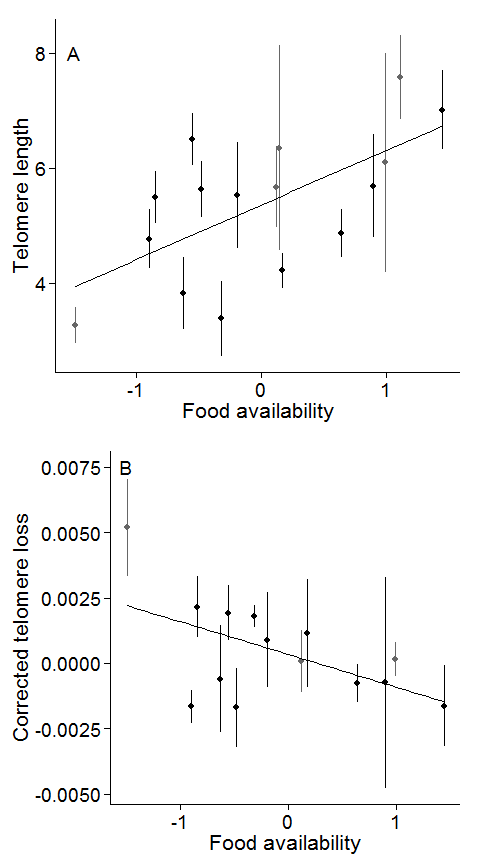 A
Telomere length
8
6
4
-1 0 1
Food availability
B
Corrected telomere loss
0.0075
0.0050
0.0025
0.0000
-0.0025
-0.0050
-1 0 1
Food availability